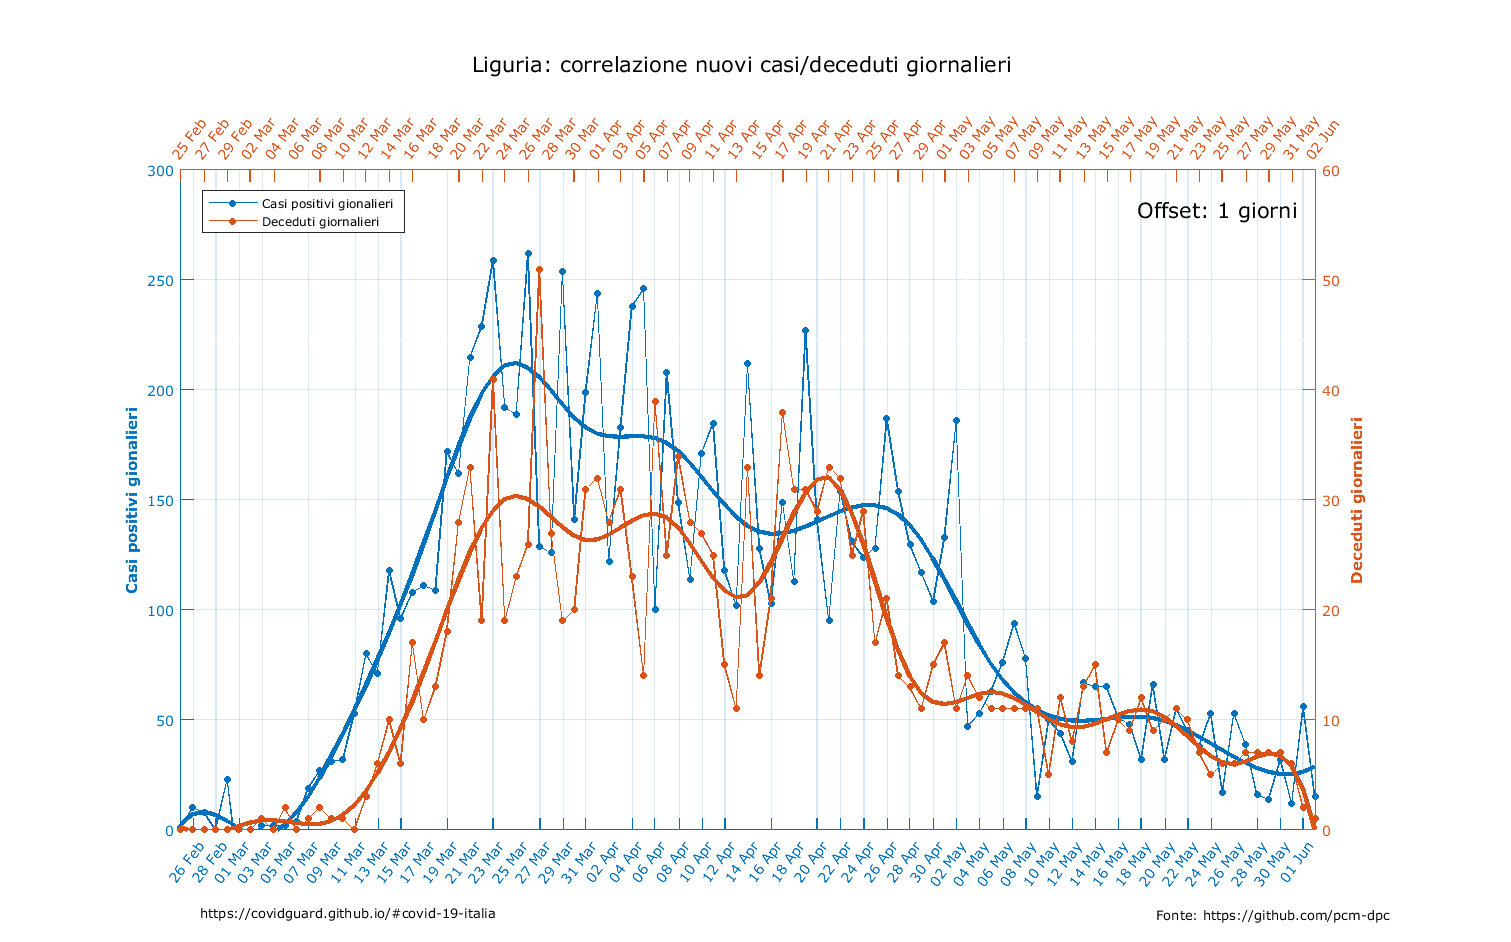 Liguria: correlazione nuovi casi/deceduti giornalieri
25 Feb 27 Feb 29 Feb 02 Mar 04 Mar 06 Mar 08 Mar 10 Mar 12 Mar 14 Mar 16 Mar 18 Mar 20 Mar 22 Mar 24 Mar 26 Mar 28 Mar 30 Mar 01 Apr 03 Apr 05 Apr 07 Apr 09 Apr 11 Apr 13 Apr 15 Apr 17 Apr 19 Apr 21 Apr 23 Apr 25 Apr 27 Apr 29 Apr 01 May 03 May 05 May 07 May 09 May 11 May 13 May 15 May 17 May 19 May 21 May 23 May 25 May 27 May 29 May 31 May 02 Jun
300 60
Casi positivi gionalieri
Deceduti giornalieri
Offset: 1 giorni
250 50
200 40
150 30
100 20
50 10
0 0
Casi positivi gionalieri
Deceduti giornalieri
26 Feb 28 Feb 01 Mar 03 Mar 05 Mar 07 Mar 09 Mar 11 Mar 13 Mar 15 Mar 17 Mar 19 Mar 21 Mar 23 Mar 25 Mar 27 Mar 29 Mar 31 Mar 02 Apr 04 Apr 06 Apr 08 Apr 10 Apr 12 Apr 14 Apr 16 Apr 18 Apr 20 Apr 22 Apr 24 Apr 26 Apr 28 Apr 30 Apr 02 May 04 May 06 May 08 May 10 May 12 May 14 May 16 May 18 May 20 May 22 May 24 May 26 May 28 May 30 May 01 Jun
https://covidguard.github.io/#covid-19-italia
Fonte: https://github.com/pcm-dpc